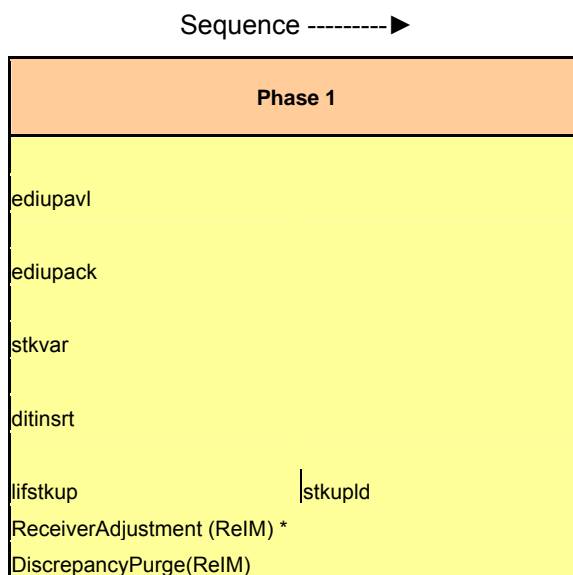 Sequence ---------►
Phase 1
ediupavl
ediupack
stkvar
ditinsrt
lifstkup stkupld
ReceiverAdjustment (ReIM) *
DiscrepancyPurge(ReIM)